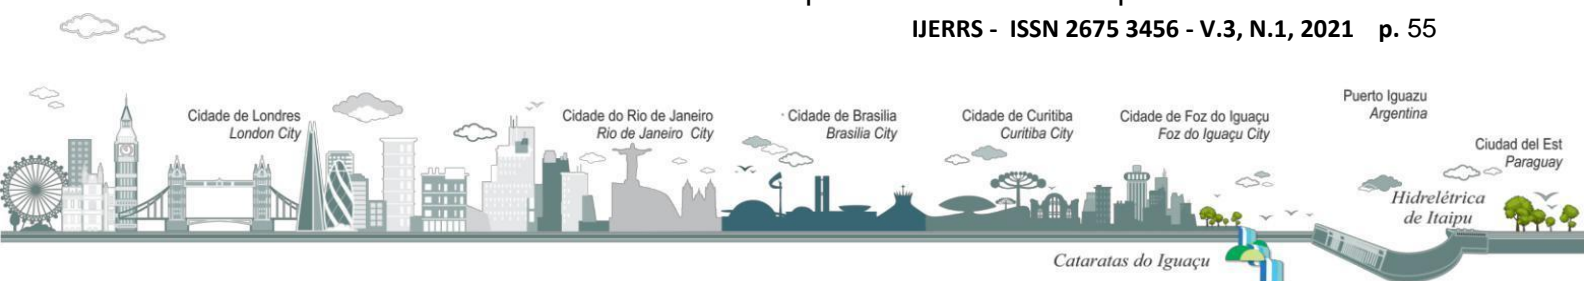 IJERRS - ISSN 2675 3456 - V.3, N.1, 2021 p. 55
Cidade de Londres
London City
Cidade do Rio de Janeiro
Rio de Janeiro City
Cidade de Brasilia
Brasilia City
Cidade de Curitiba
Curitiba City
Cidade de Foz do Iguaçu
Foz do Iguaçu City
Puerto Iguazu
Argentina
Ciudad del Est
Paraguay
Hidrelétrica
de Itaipu
Cataratas do Iguaçu